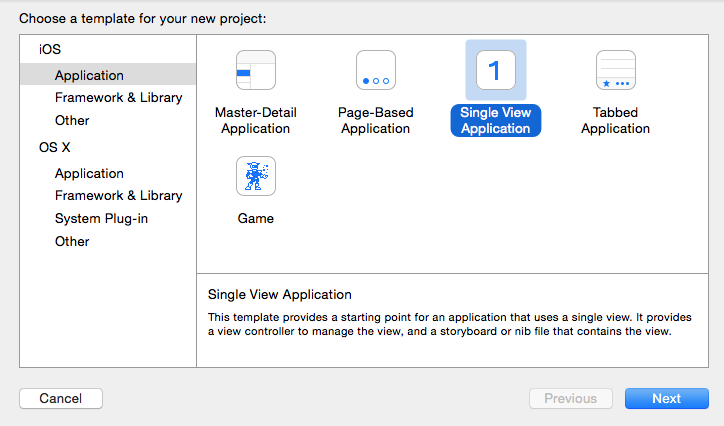 Choose a template for your new project:
iOS
Application
Framework & Library
Other
OS X
Application
Framework & Library
System Plug-in
Other
Master-Detail
Application
Page-Based
Application
1
Single View
Application
Tabbed
Application
Game
Single View Application
This template provides a starting point for an application that uses a single view. It provides
a view controller to manage the view, and a storyboard or nib file that contains the view.
Cancel
Previous
Next